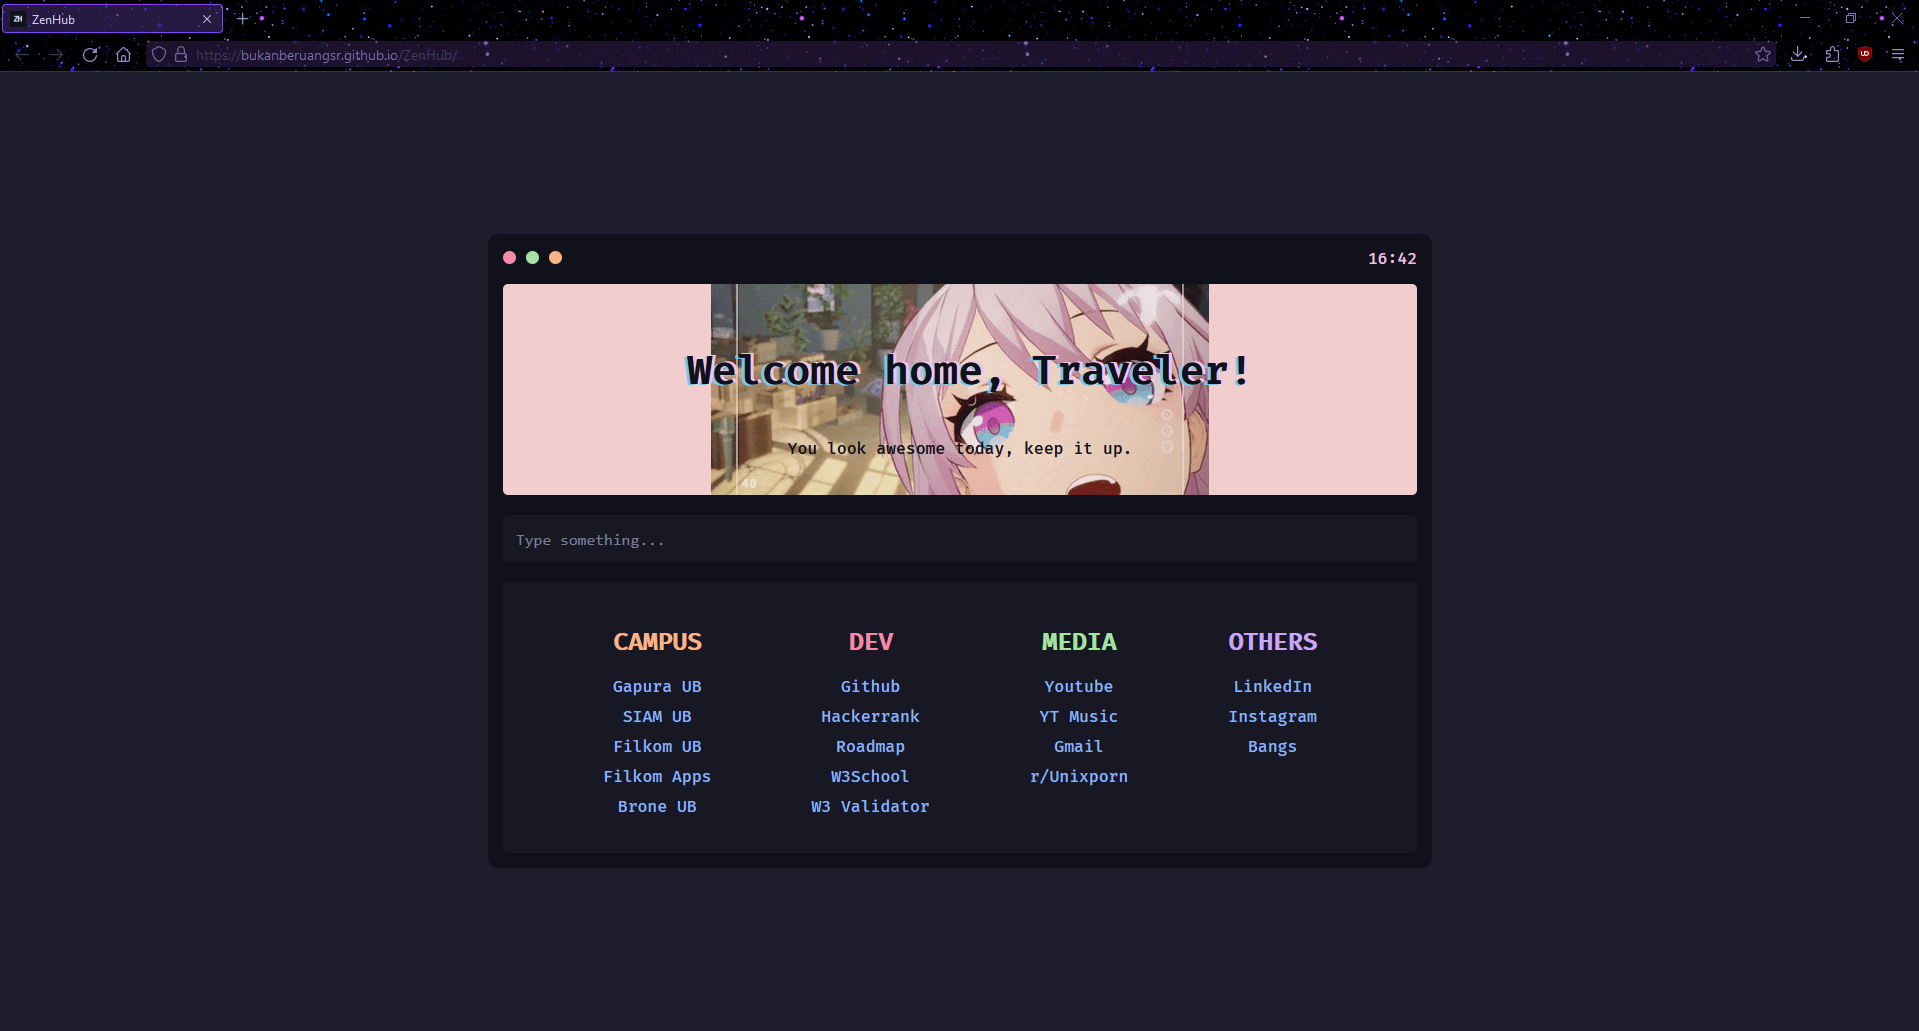 ZH ZenHub
https://bukanberuangsr.github.io/ZenHub/
16:42
Welcome home, Traveler!
You look awesome today, keep it up.
40
Type something...
CAMPUS
Gapura UB
SIAM UB
Filkom UB
Filkom Apps
Brone UB
DEV
Github
Hackerrank
Roadmap
W3School
W3 Validator
MEDIA
Youtube
YT Music
Gmail
r/Unixporn
OTHERS
LinkedIn
Instagram
Bangs